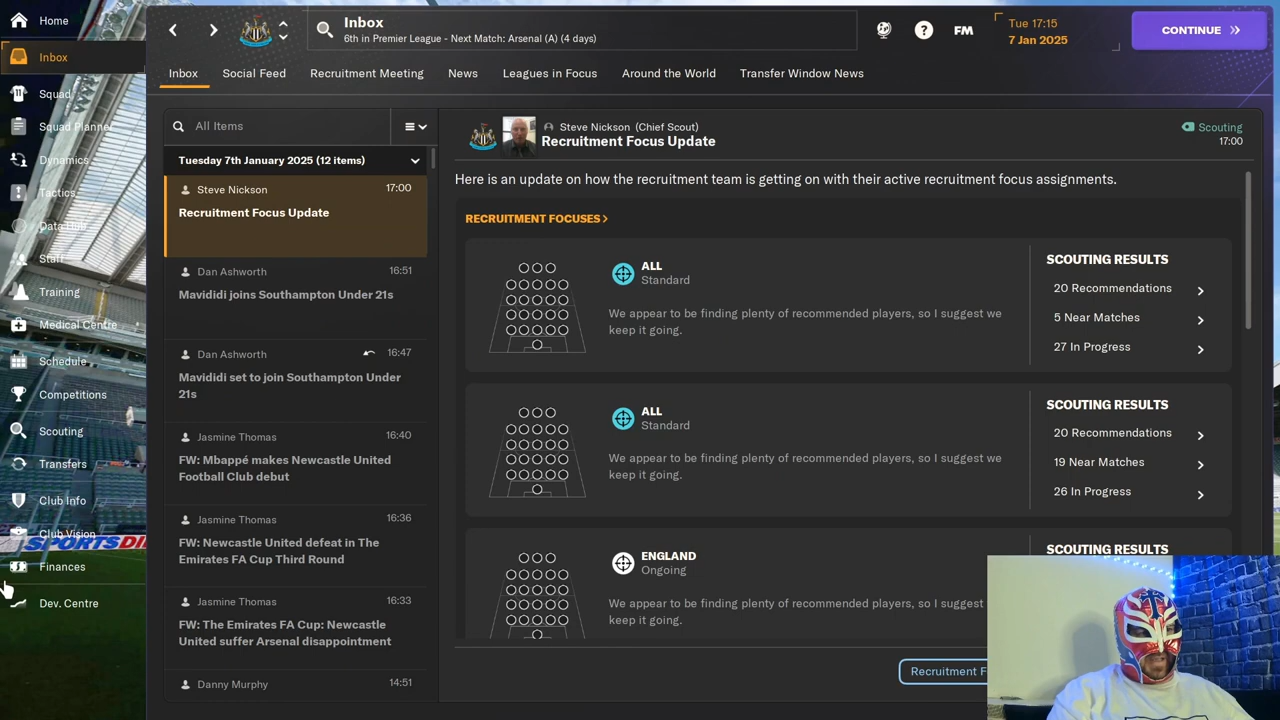 Home
Inbox
Squad
Squad Planner
Dynamics
Tactics
Data Hub
Staff
Training
Medical Centre
Schedule
Competitions
Scouting
Transfers
Club Info
Club Vision
SPORTS DI
Finances
Dev. Centre
Inbox
6th in Premier League - Next Match: Arsenal (A) (4 days)
FM
Tue 17:15
7 Jan 2025
CONTINUE
Inbox
Social Feed
Recruitment Meeting
News
Leagues in Focus
Around the World
Transfer Window News
All Items
Tuesday 7th January 2025 (12 items)
Steve Nickson 17:00
Recruitment Focus Update
Dan Ashworth 16:51
Mavididi joins Southampton Under 21s
Dan Ashworth 16:47
Mavididi set to join Southampton Under
21s
Jasmine Thomas 16:40
FW: Mbappé makes Newcastle United
Football Club debut
Jasmine Thomas 16:36
FW: Newcastle United defeat in The
Emirates FA Cup Third Round
Jasmine Thomas 16:33
FW: The Emirates FA Cup: Newcastle
United suffer Arsenal disappointment
Danny Murphy 14:51
Steve Nickson (Chief Scout)
Recruitment Focus Update
Scouting
17:00
Here is an update on how the recruitment team is getting on with their active recruitment focus assignments.
RECRUITMENT FOCUSES >
ALL
Standard
We appear to be finding plenty of recommended players, so I suggest we
keep it going.
SCOUTING RESULTS
20 Recommendations
5 Near Matches
27 In Progress
ALL
Standard
We appear to be finding plenty of recommended players, so I suggest we
keep it going.
SCOUTING RESULTS
20 Recommendations
19 Near Matches
26 In Progress
ENGLAND
Ongoing
We appear to be finding plenty of recommended players, so I suggest
keep it going.
SCOUTING RESULTS
Recruitment F